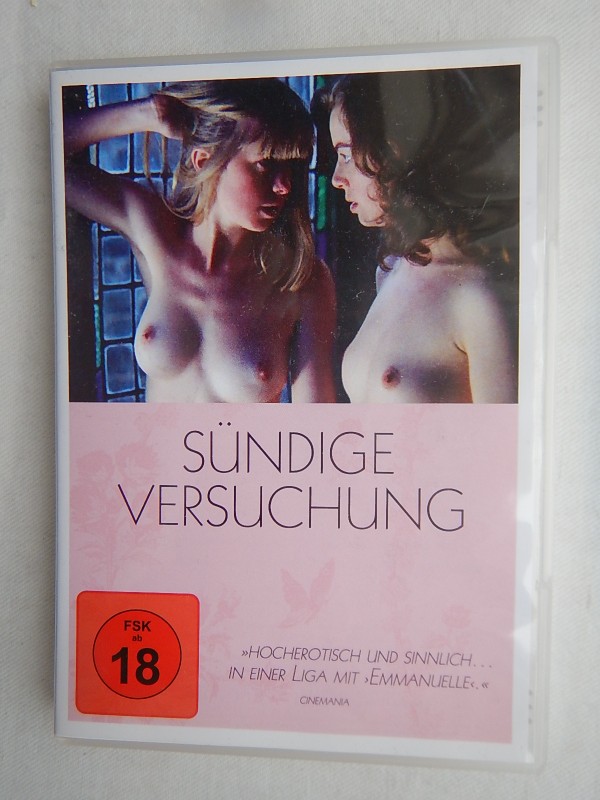 SÜNDIGE
VERSUCHUNG
FSK
ab
18
»HOCHEROTISCH UND SINNLICH...
IN EINER LIGA MIT ›EMMANUELLE‹.«
CINEMANIA